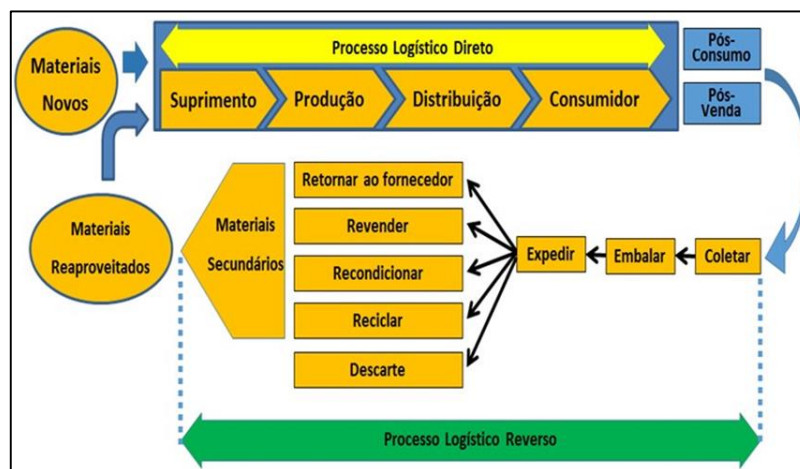 Materiais
Novos
Processo Logístico Direto
Suprimento
Produção
Distribuição
Consumidor
Pós-
Consumo
Pós-
Venda
Materiais
Reaproveitados
Materiais
Secundários
Retornar ao fornecedor
Revender
Recondicionar
Reciclar
Descarte
Expedir
Embalar
Coletar
Processo Logístico Reverso